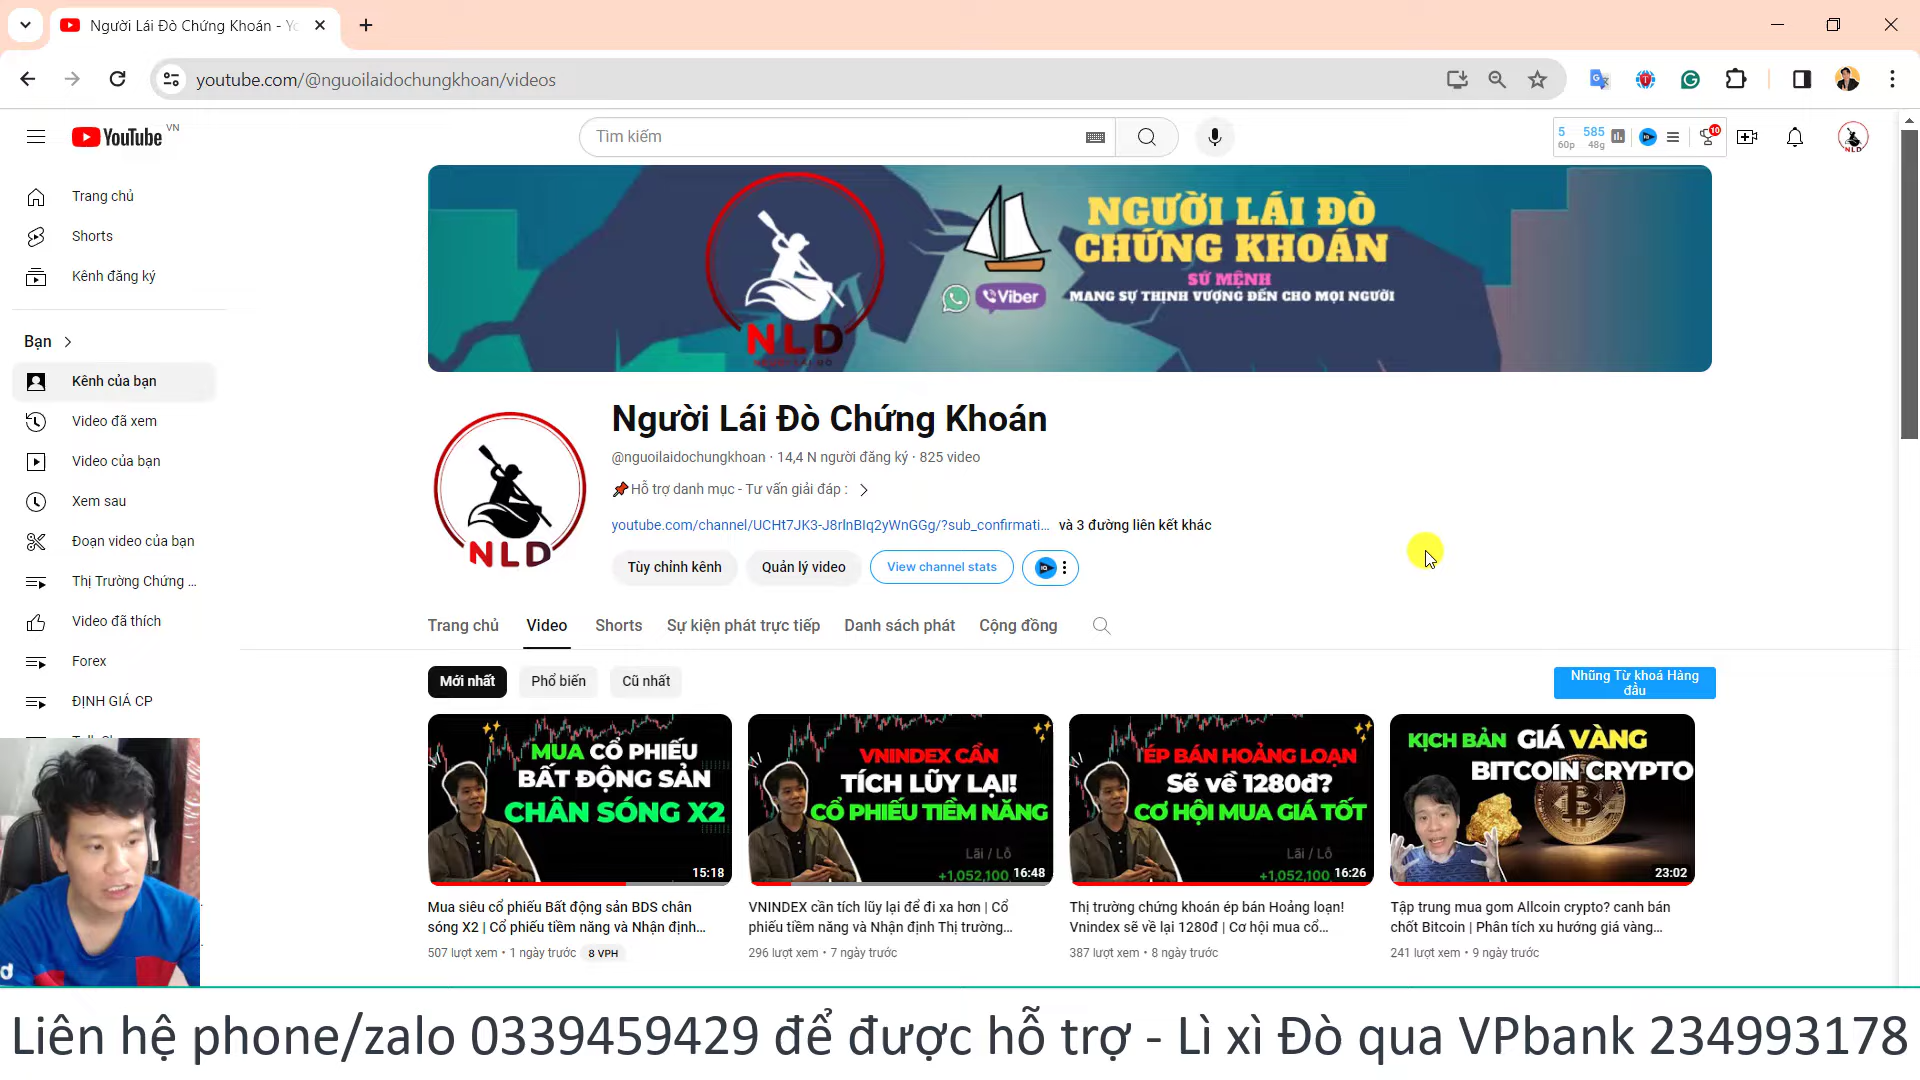 Người Lái Đò Chứng Khoán - Yo
youtube.com/@nguoilaidochungkhoan/videos
YouTube VN
Tìm kiếm
5 585
60p 48g
10
NLD
Trang chủ
Shorts
Kênh đăng ký
Bạn
Kênh của bạn
Video đã xem
Video của bạn
Xem sau
Đoạn video của bạn
Thị Trường Chứng ...
Video đã thích
Forex
ĐỊNH GIÁ CP
NLD
Viber
NGƯỜI LÁI ĐÒ
CHỨNG KHOÁN
SỨ MỆNH
MANG SỰ THỊNH VƯỢNG ĐẾN CHO MỌI NGƯỜI
NLD
Người Lái Đò Chứng Khoán
@nguoilaidochungkhoan · 14,4 N người đăng ký · 825 video
Hỗ trợ danh mục - Tư vấn giải đáp :
và 3 đường liên kết khác
Tùy chỉnh kênh
Quản lý video
View channel stats
Trang chủ
Video
Shorts
Sự kiện phát trực tiếp
Danh sách phát
Cộng đồng
Mới nhất
Phổ biến
Cũ nhất
Những Từ khoá Hàng
đầu
MUA CỔ PHIẾU
BẤT ĐỘNG SẢN
CHÂN SÓNG X2
15:18
Mua siêu cổ phiếu Bất động sản BDS chân
sóng X2 | Cổ phiếu tiềm năng và Nhận định...
507 lượt xem • 1 ngày trước 8 VPH
VNINDEX CẦN
TÍCH LŨY LẠI!
CỔ PHIẾU TIỀM NĂNG
Lãi / Lỗ
+1,052,100
16:48
VNINDEX cần tích lũy lại để đi xa hơn | Cổ
phiếu tiềm năng và Nhận định Thị trường...
296 lượt xem • 7 ngày trước
ÉP BÁN HOẢNG LOẠN
Sẽ về 1280đ?
CƠ HỘI MUA GIÁ TỐT
Lãi / Lỗ
+1,052,100
16:26
Thị trường chứng khoán ép bán Hoảng loạn!
Vnindex sẽ về lại 1280đ | Cơ hội mua cổ...
387 lượt xem • 8 ngày trước
KỊCH BẢN GIÁ VÀNG
BITCOIN CRYPTO
23:02
Tập trung mua gom Allcoin crypto? canh bán
chốt Bitcoin | Phân tích xu hướng giá vàng...
241 lượt xem • 9 ngày trước
Liên hệ phone/zalo 0339459429 để được hỗ trợ - Lì xì Đò qua VPbank 234993178